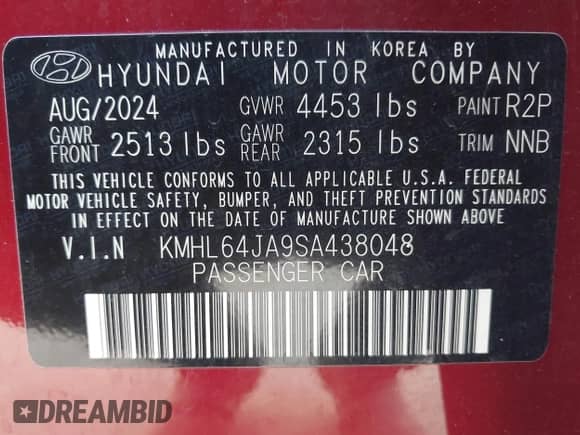 MANUFACTURED IN KOREA BY
HYUNDAI MOTOR COMPANY
AUG/2024 GVWR 4453 lbs PAINT R2P
GAWR FRONT 2513 lbs GAWR REAR 2315 lbs TRIM NNB
THIS VEHICLE CONFORMS TO ALL APPLICABLE U.S.A. FEDERAL
MOTOR VEHICLE SAFETY, BUMPER, AND THEFT PREVENTION STANDARDS
IN EFFECT ON THE DATE OF MANUFACTURE SHOWN ABOVE
V.I.N KMHL64JA9SA438048
PASSENGER CAR
DREAMBID